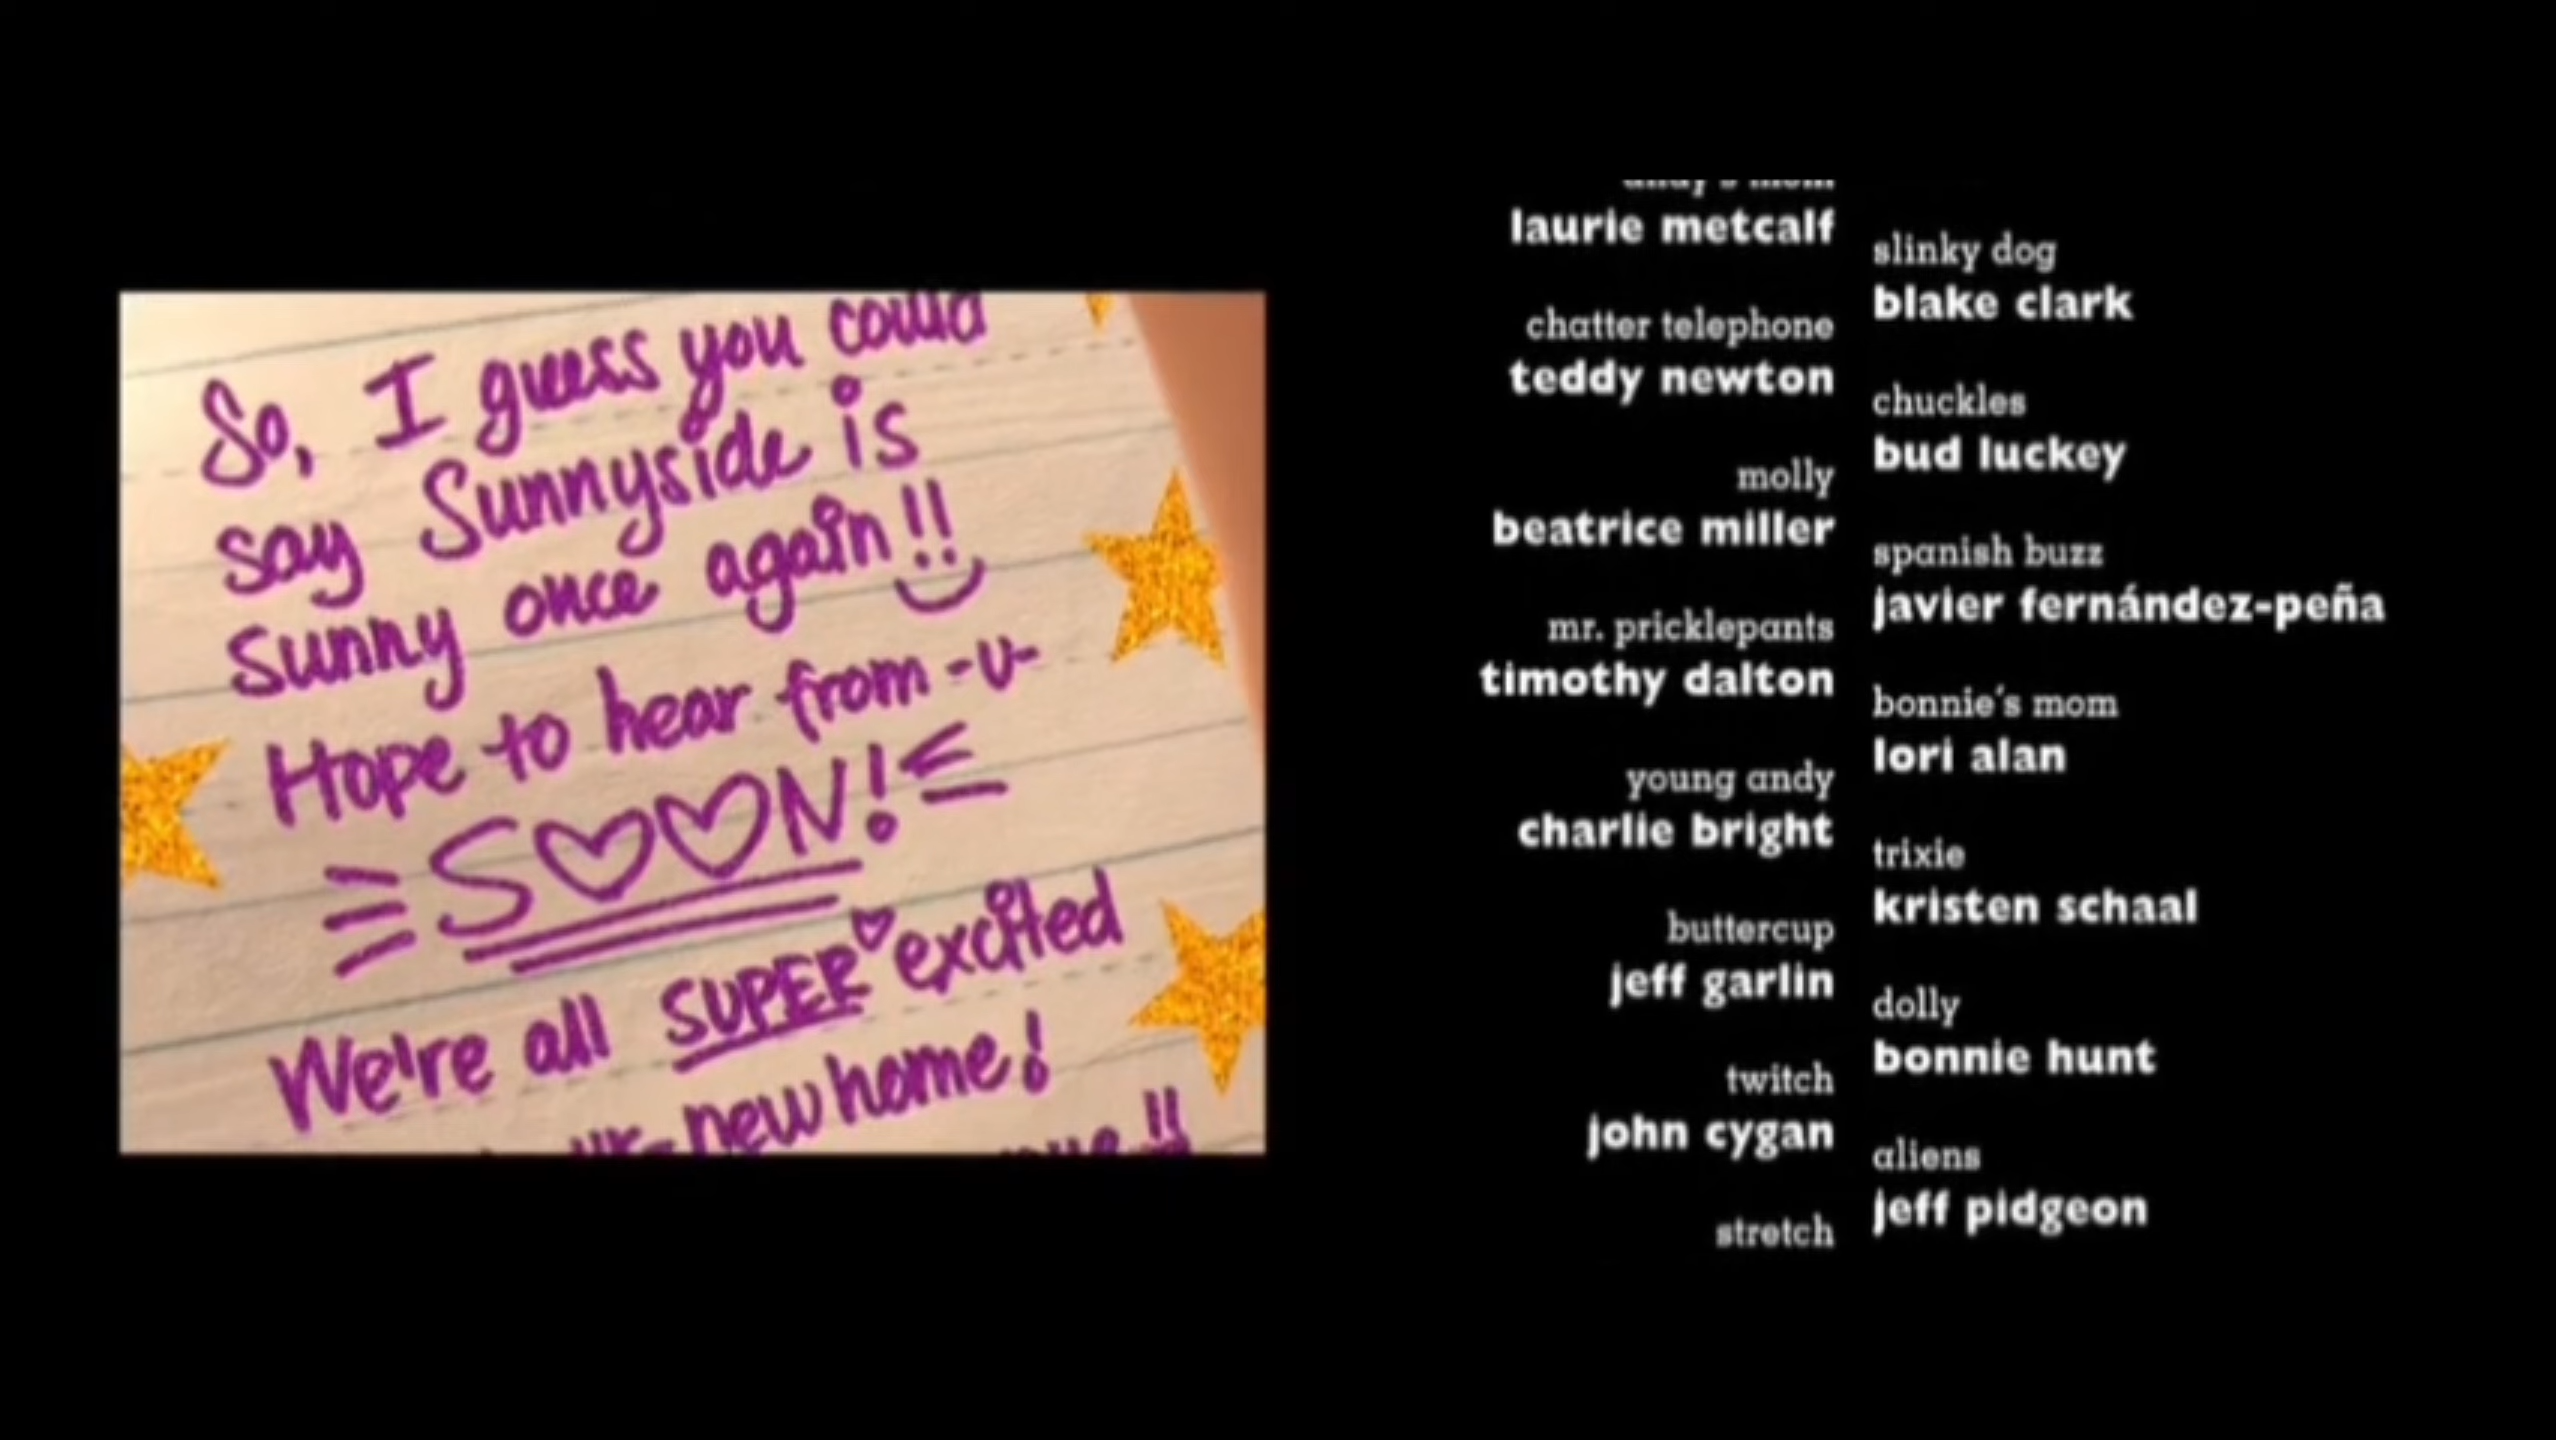 So, I guess you could
say Sunnyside is
sunny once again!!
Hope to hear from -U-
SOON!
We're all SUPER excited
new home!
andy's mom
laurie metcalf
chatter telephone
teddy newton
molly
beatrice miller
mr. pricklepants
timothy dalton
young andy
charlie bright
buttercup
jeff garlin
twitch
john cygan
stretch
slinky dog
blake clark
chuckles
bud luckey
spanish buzz
javier fernández-peña
bonnie's mom
lori alan
trixie
kristen schaal
dolly
bonnie hunt
aliens
jeff pidgeon